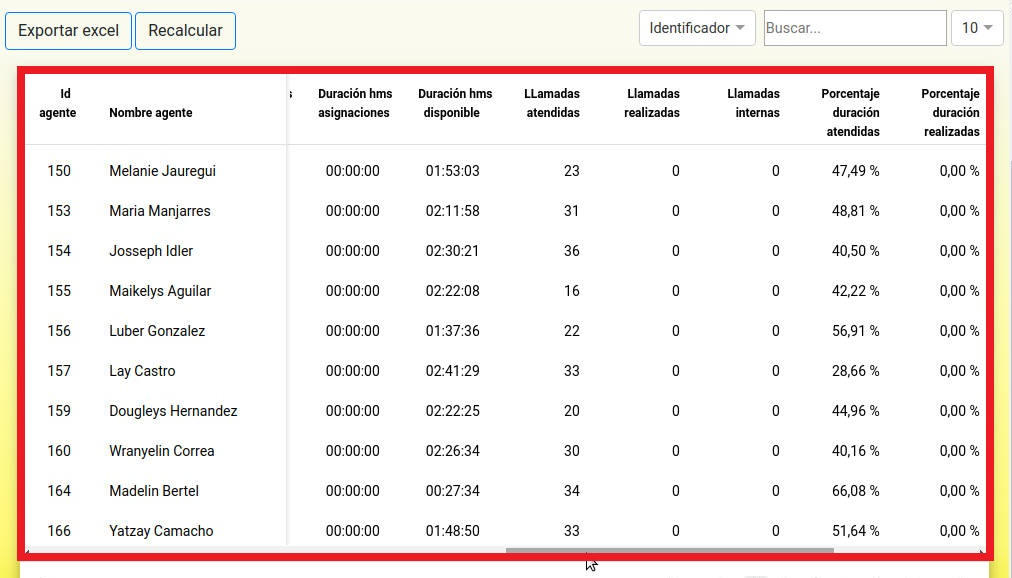 Exportar excel Recalcular Identificador Buscar... 10
Id agente Nombre agente Duración hms asignaciones Duración hms disponible LLamadas atendidas Llamadas realizadas Llamadas internas Porcentaje duración atendidas Porcentaje duración realizadas
150 Melanie Jauregui 00:00:00 01:53:03 23 0 0 47,49 % 0,00 %
153 Maria Manjarres 00:00:00 02:11:58 31 0 0 48,81 % 0,00 %
154 Josseph Idler 00:00:00 02:30:21 36 0 0 40,50 % 0,00 %
155 Maikelys Aguilar 00:00:00 02:22:08 16 0 0 42,22 % 0,00 %
156 Luber Gonzalez 00:00:00 01:37:36 22 0 0 56,91 % 0,00 %
157 Lay Castro 00:00:00 02:41:29 33 0 0 28,66 % 0,00 %
159 Dougleys Hernandez 00:00:00 02:22:25 20 0 0 44,96 % 0,00 %
160 Wranyelin Correa 00:00:00 02:26:34 30 0 0 40,16 % 0,00 %
164 Madelin Bertel 00:00:00 00:27:34 34 0 0 66,08 % 0,00 %
166 Yatzay Camacho 00:00:00 01:48:50 33 0 0 51,64 % 0,00 %